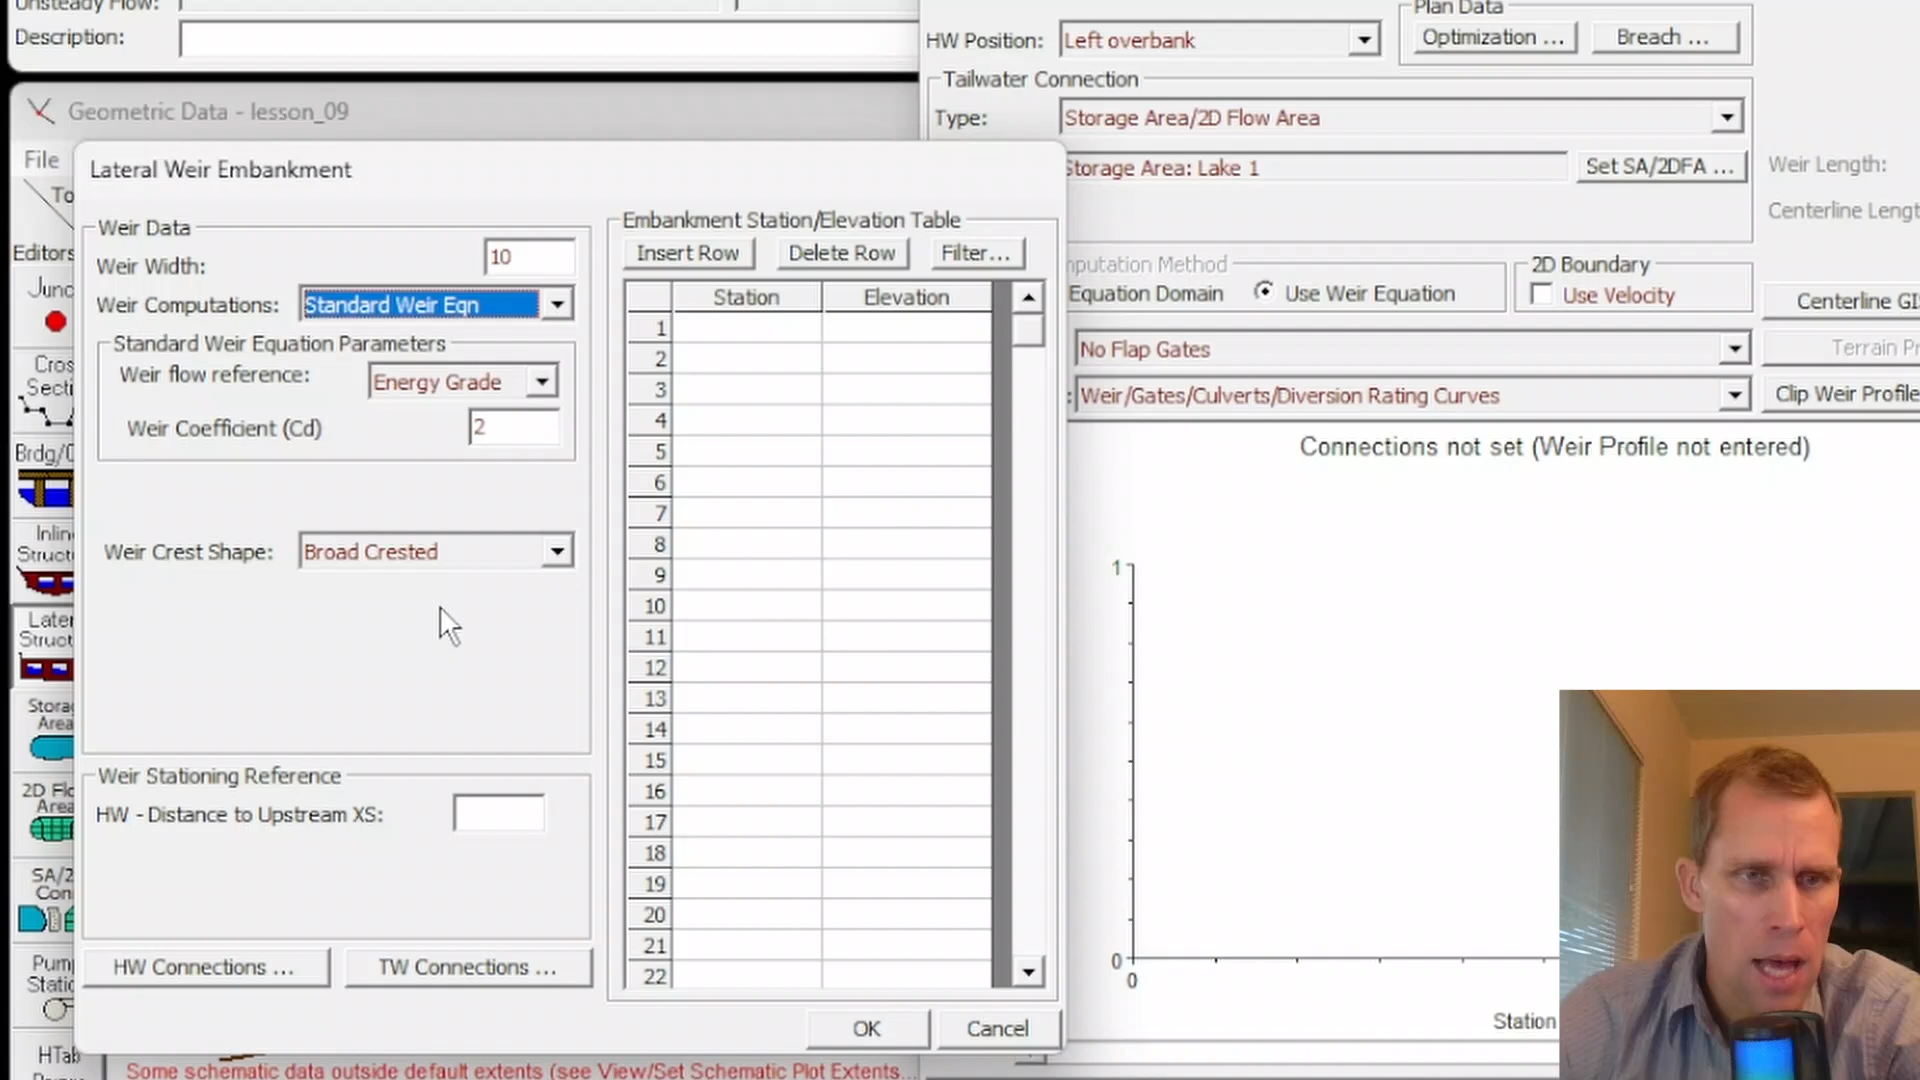 Unsteady Flow:
Description:
HW Position: Left overbank
Plan Data
Optimization ... Breach ...
Tailwater Connection
Type: Storage Area/2D Flow Area
Storage Area: Lake 1 Set SA/2DFA ...
Weir Length:
Geometric Data - lesson_09
File
Lateral Weir Embankment
Weir Data
Weir Width: 10
Weir Computations: Standard Weir Eqn
Standard Weir Equation Parameters
Weir flow reference: Energy Grade
Weir Coefficient (Cd) 2
Weir Crest Shape: Broad Crested
Weir Stationing Reference
HW - Distance to Upstream XS:
HW Connections ... TW Connections ...
Embankment Station/Elevation Table
Insert Row Delete Row Filter...
Station Elevation
1
2
3
4
5
6
7
8
9
10
11
12
13
14
15
16
17
18
19
20
21
22
OK Cancel
Editors
Pump
HTab
Method
Equation Domain Use Weir Equation
2D Boundary
Use Velocity
Centerline
No Flap Gates
Terrain
Weir/Gates/Culverts/Diversion Rating Curves
Clip Weir Profile
Connections not set (Weir Profile not entered)
1
0
0
Station
Some schematic data outside default extents (see View/Set Schematic Plot Extents...